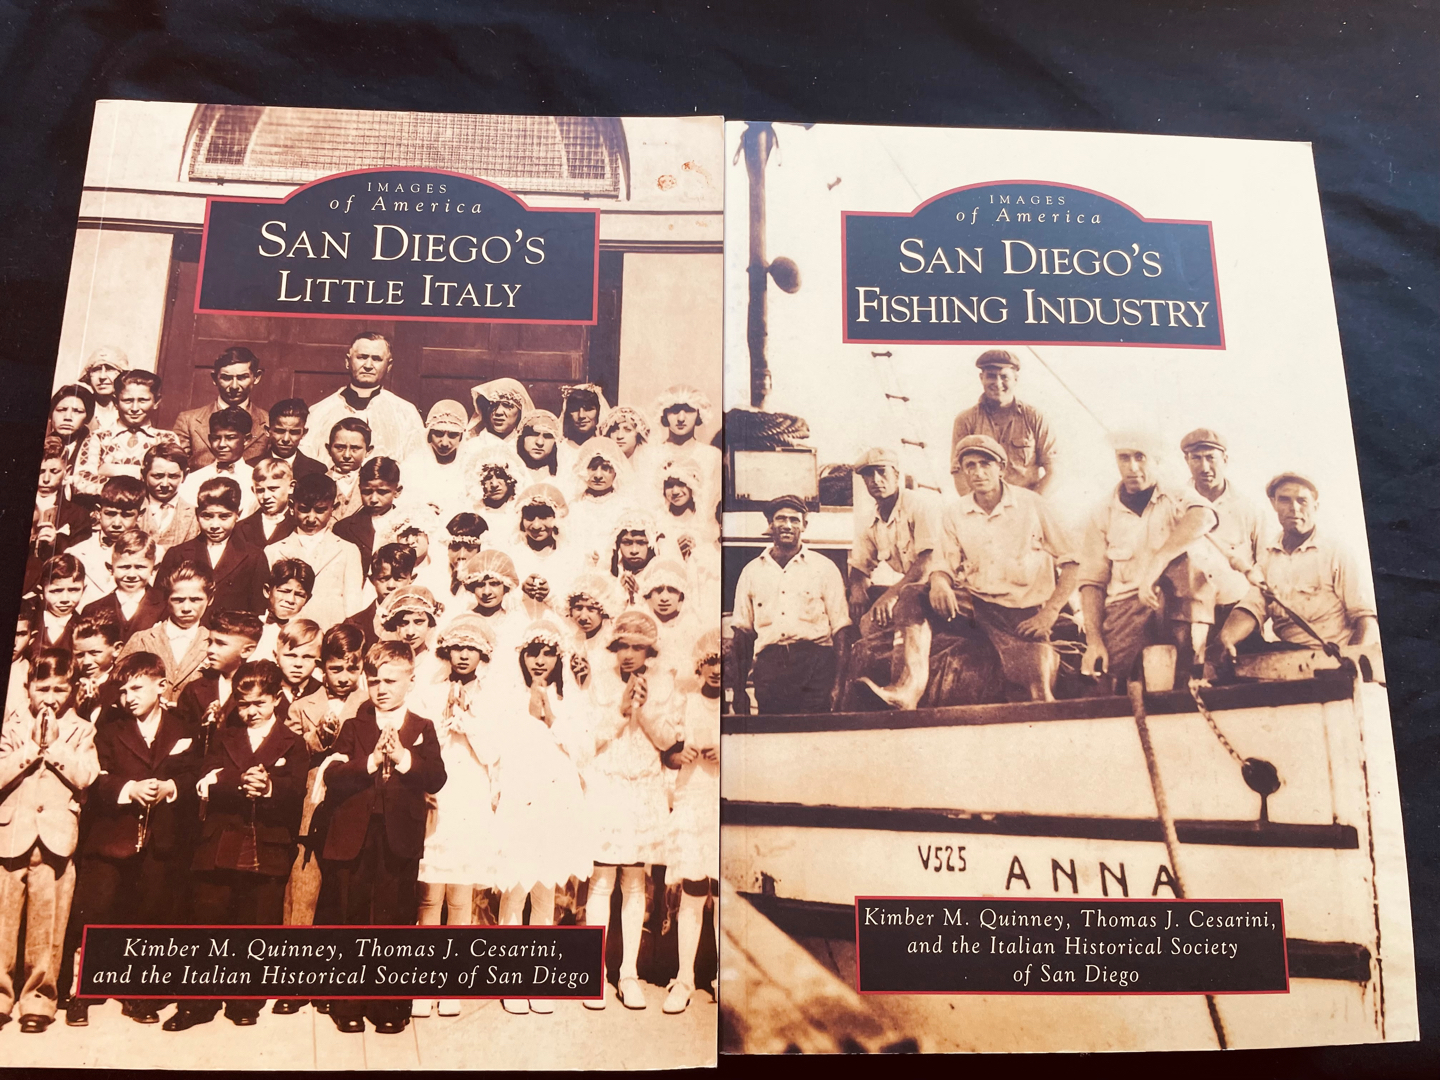 IMAGES
of America
SAN DIEGO'S
LITTLE ITALY
Kimber M. Quinney, Thomas J. Cesarini,
and the Italian Historical Society of San Diego
IMAGES
of America
SAN DIEGO'S
FISHING INDUSTRY
V525 ANNA
Kimber M. Quinney, Thomas J. Cesarini,
and the Italian Historical Society
of San Diego